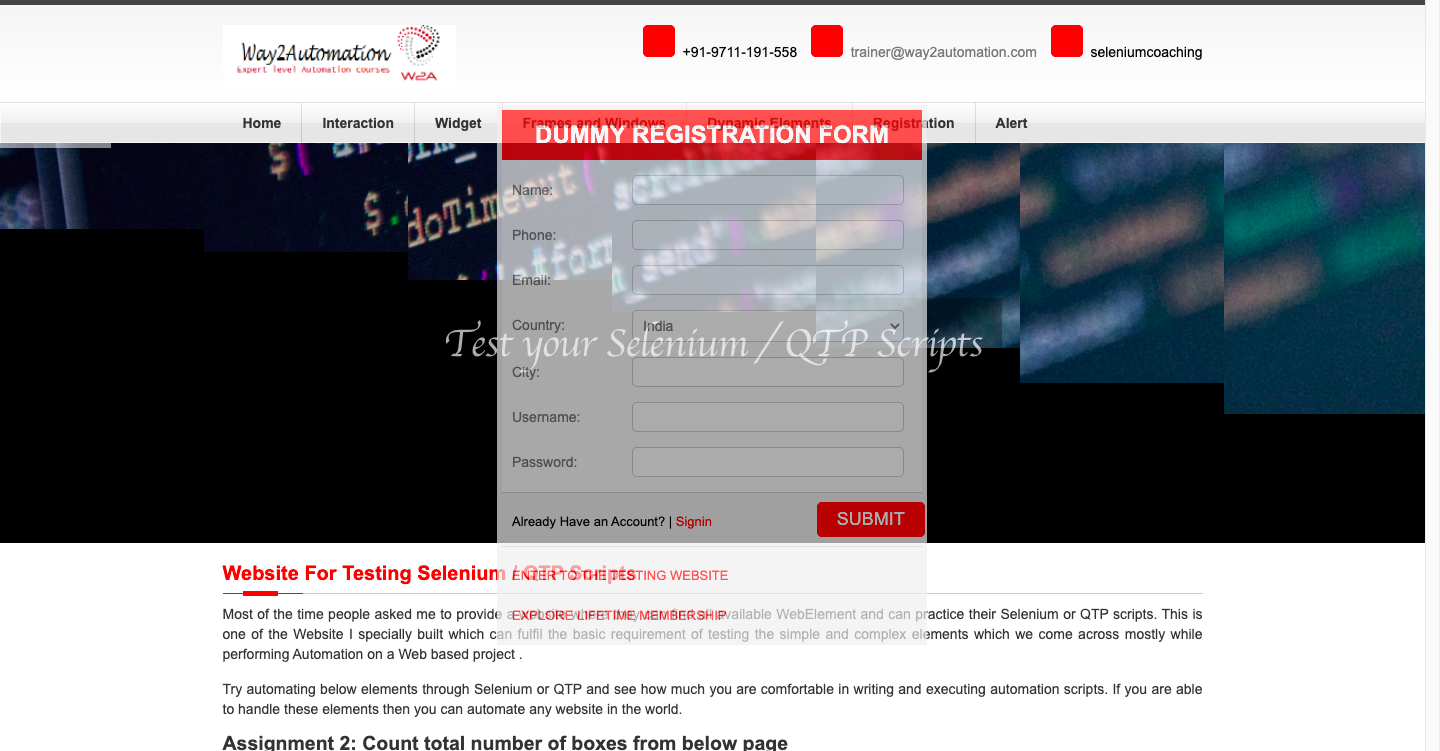 Way2Automation
Expert level Automation courses
W2A
+91-9711-191-558
trainer@way2automation.com
seleniumcoaching
Home
Interaction
Widget
Frames and Windows
Dynamic Elements
Registration
Alert
DUMMY REGISTRATION FORM
Name:
Phone:
Email:
Country:
India
Test your Selenium / QTP Scripts
City:
Username:
Password:
Already Have an Account? | Signin
SUBMIT
Website For Testing Selenium / QTP Scripts
ENTER TO THE TESTING WEBSITE
EXPLORE LIFETIME MEMBERSHIP
Most of the time people asked me to provide a website where they can find all available WebElement and can practice their Selenium or QTP scripts. This is
one of the Website I specially built which can fulfil the basic requirement of testing the simple and complex elements which we come across mostly while
performing Automation on a Web based project .
Try automating below elements through Selenium or QTP and see how much you are comfortable in writing and executing automation scripts. If you are able
to handle these elements then you can automate any website in the world.
Assignment 2: Count total number of boxes from below page